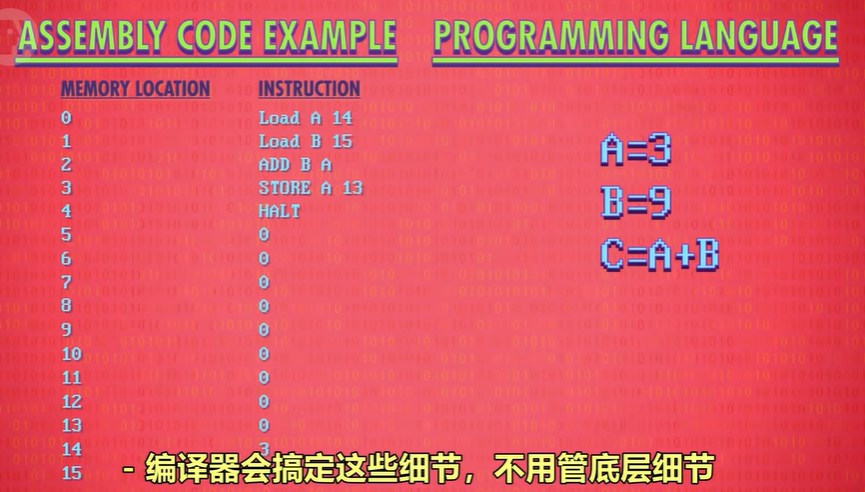 ASSEMBLY CODE EXAMPLE
MEMORY LOCATION INSTRUCTION
0 Load A 14
1 Load B 15
2 ADD B A
3 STORE A 13
4 HALT
5 0
6 0
7 0
8 0
9 0
10 0
11 0
12 0
13 0
14 3
15
PROGRAMMING LANGUAGE
A=3
B=9
C=A+B
- 编译器会搞定这些细节，不用管底层细节